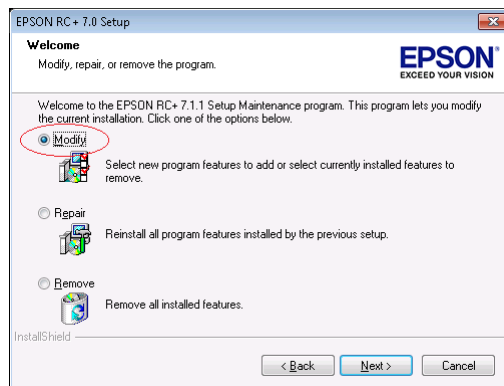 EPSON RC+ 7.0 Setup
Welcome
Modify, repair, or remove the program.
EPSON®
EXCEED YOUR VISION
Welcome to the EPSON RC+ 7.1.1 Setup Maintenance program. This program lets you modify
the current installation. Click one of the options below.
Modify
Select new program features to add or select currently installed features to
remove.
Repair
Reinstall all program features installed by the previous setup.
Remove
Remove all installed features.
InstallShield
< Back
Next >
Cancel